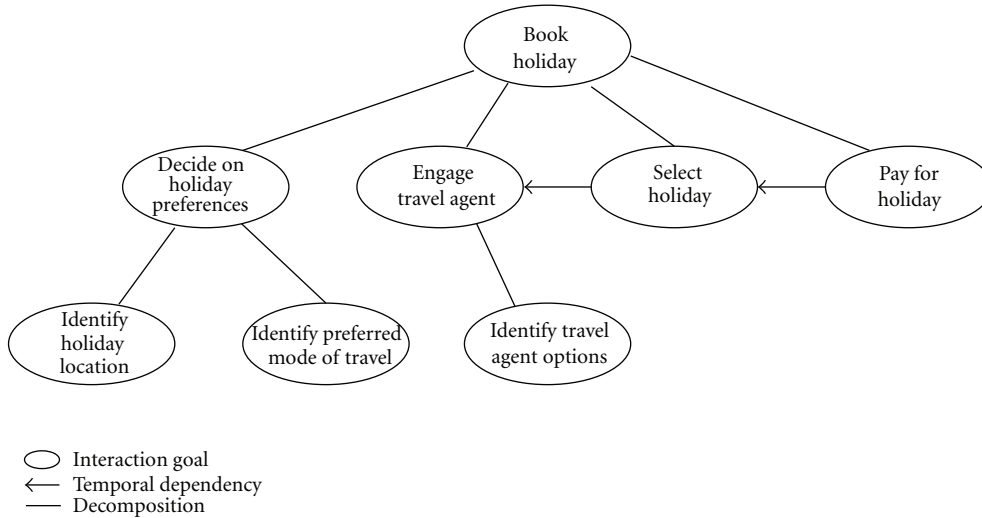 Book
holiday
Decide on
holiday
preferences
Engage
travel agent
Select
holiday
Pay for
holiday
Identify
holiday
location
Identify preferred
mode of travel
Identify travel
agent options
Interaction goal
Temporal dependency
Decomposition